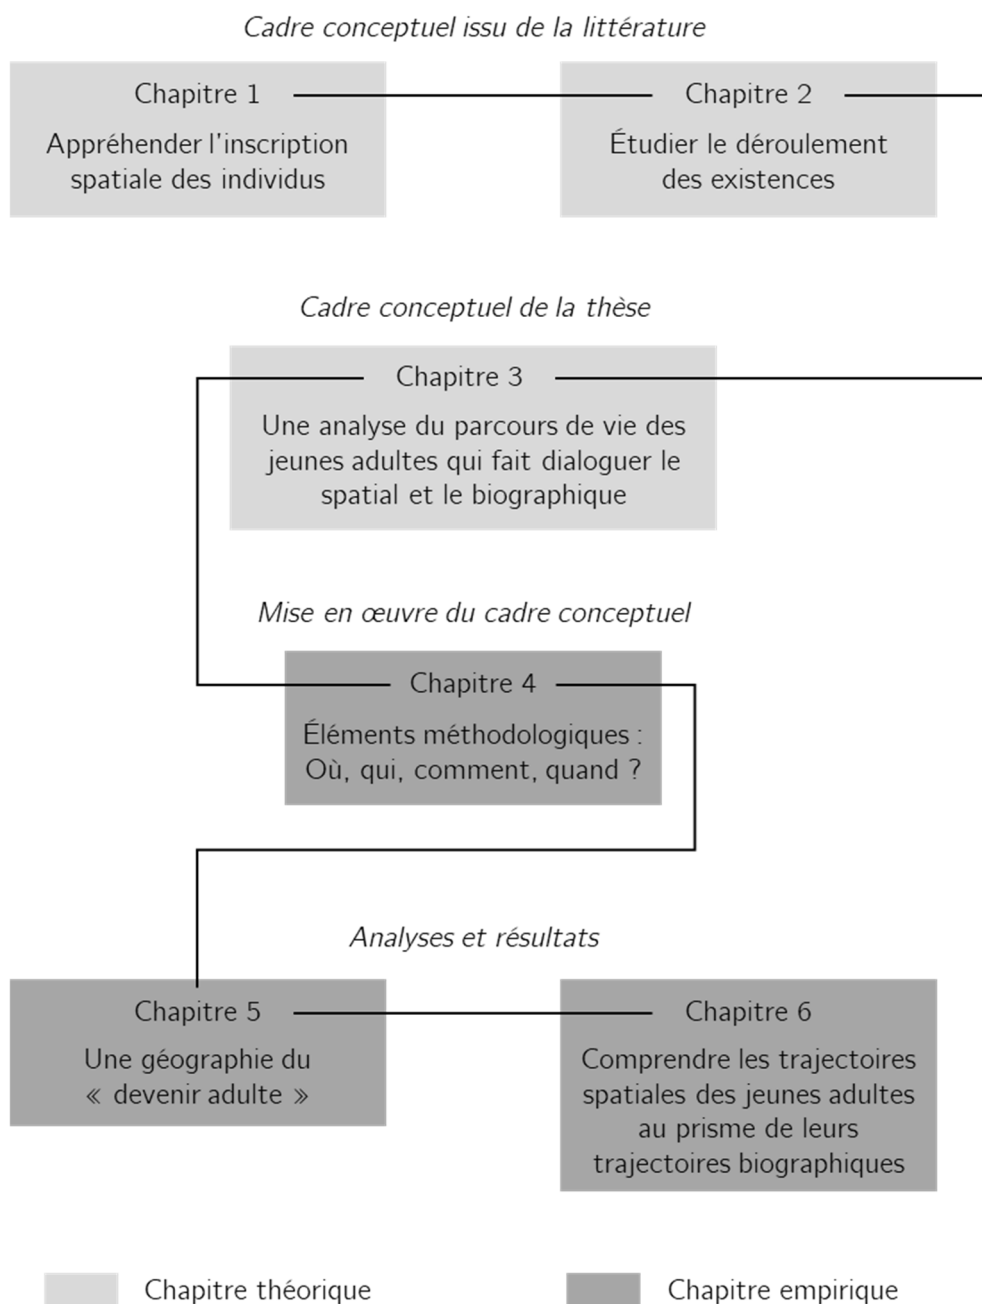 Cadre conceptuel issu de la littérature
Chapitre 1
Appréhender l'inscription
spatiale des individus
Chapitre 2
Étudier le déroulement
des existences
Cadre conceptuel de la thèse
Chapitre 3
Une analyse du parcours de vie des
jeunes adultes qui fait dialoguer le
spatial et le biographique
Mise en œuvre du cadre conceptuel
Chapitre 4
Éléments méthodologiques :
Où, qui, comment, quand ?
Analyses et résultats
Chapitre 5
Une géographie du
« devenir adulte »
Chapitre 6
Comprendre les trajectoires
spatiales des jeunes adultes
au prisme de leurs
trajectoires biographiques
Chapitre théorique
Chapitre empirique